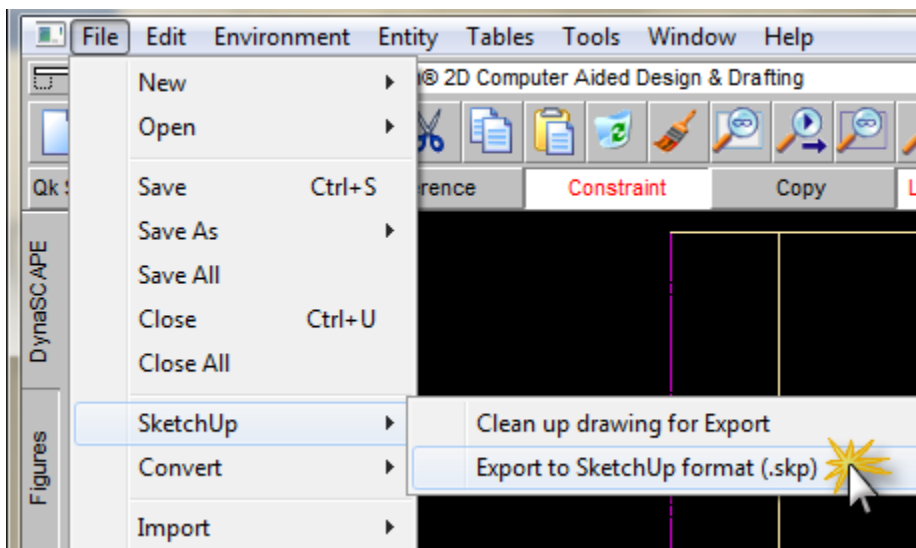 File Edit Environment Entity Tables Tools Window Help
® 2D Computer Aided Design & Drafting
Qk
rence Constraint Copy
DynaSCAPE
Figures
New
Open
Save Ctrl+S
Save As
Save All
Close Ctrl+U
Close All
SketchUp
Convert
Import
Clean up drawing for Export
Export to SketchUp format (.skp)